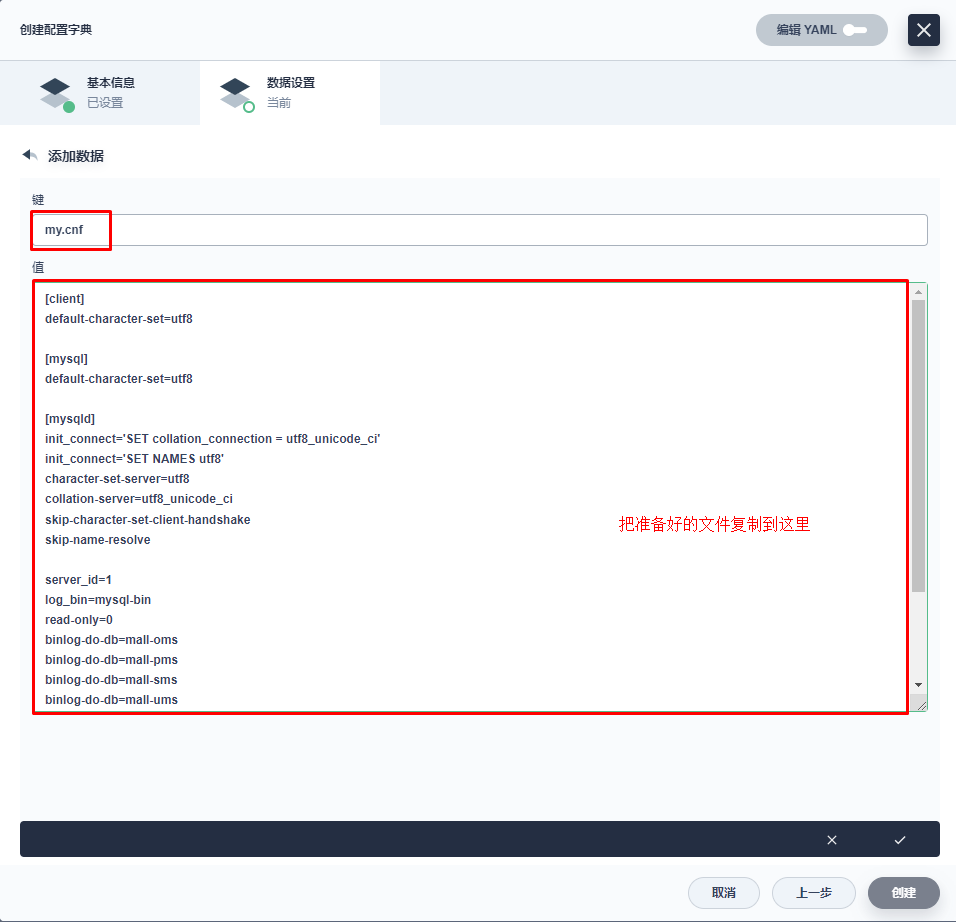 创建配置字典
编辑 YAML
基本信息
已设置
数据设置
当前
添加数据
键
my.cnf
值
[client]
default-character-set=utf8
[mysql]
default-character-set=utf8
[mysqld]
init_connect='SET collation_connection = utf8_unicode_ci'
init_connect='SET NAMES utf8'
character-set-server=utf8
collation-server=utf8_unicode_ci
skip-character-set-client-handshake
skip-name-resolve
把准备好的文件复制到这里
server_id=1
log_bin=mysql-bin
read-only=0
binlog-do-db=mall-oms
binlog-do-db=mall-pms
binlog-do-db=mall-sms
binlog-do-db=mall-ums
取消
上一步
创建